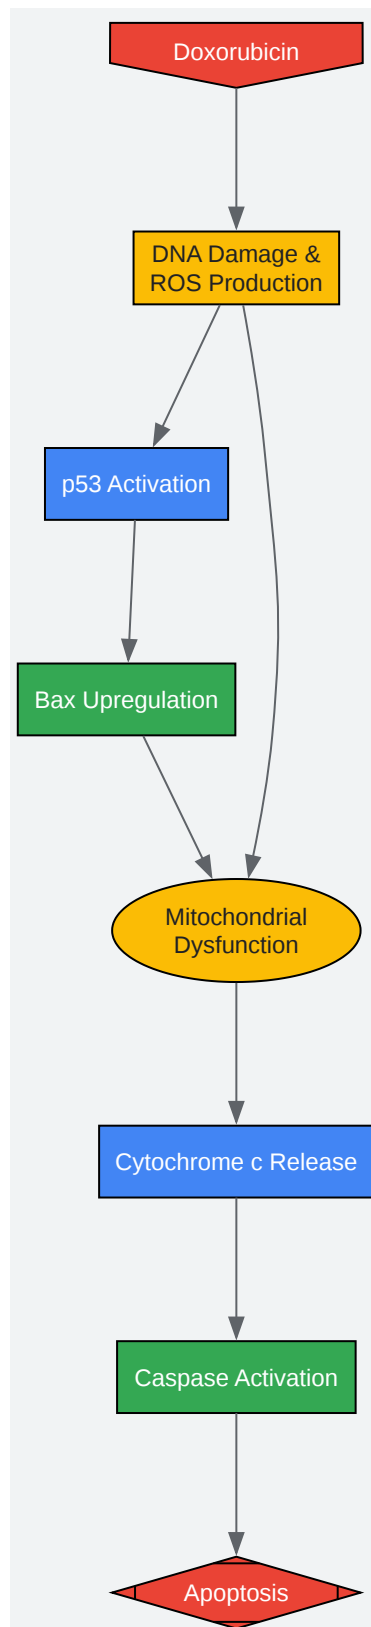 Doxorubicin
DNA Damage &
ROS Production
p53 Activation
Bax Upregulation
Mitochondrial
Dysfunction
Cytochrome c Release
Caspase Activation
Apoptosis